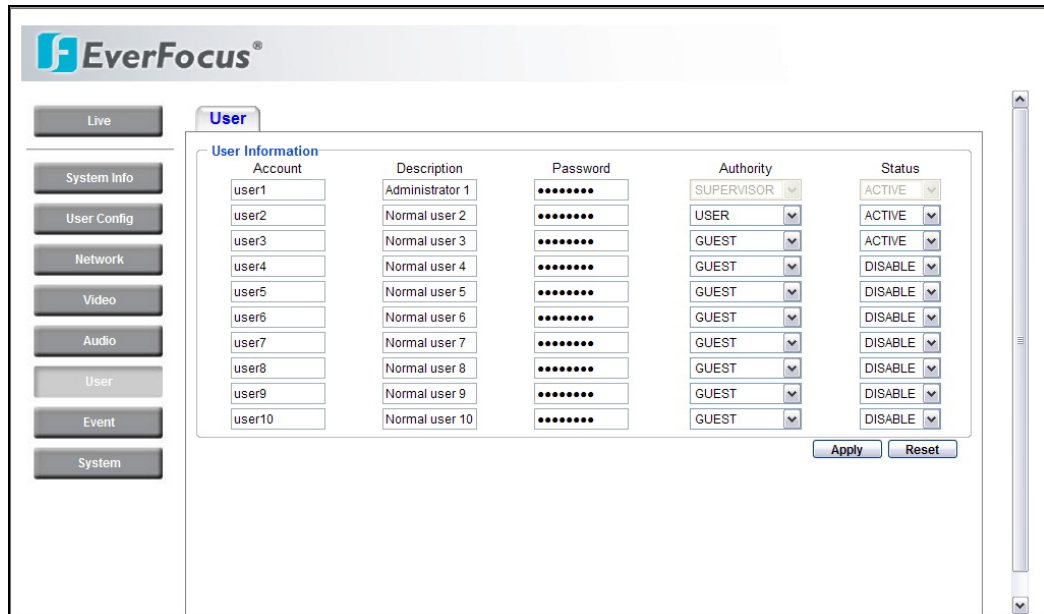 EverFocus®
Live
System Info
User Config
Network
Video
Audio
User
Event
System
User
User Information
Account Description Password Authority Status
user1 Administrator 1 •••••••• SUPERVISOR ACTIVE
user2 Normal user 2 •••••••• USER ACTIVE
user3 Normal user 3 •••••••• GUEST ACTIVE
user4 Normal user 4 •••••••• GUEST DISABLE
user5 Normal user 5 •••••••• GUEST DISABLE
user6 Normal user 6 •••••••• GUEST DISABLE
user7 Normal user 7 •••••••• GUEST DISABLE
user8 Normal user 8 •••••••• GUEST DISABLE
user9 Normal user 9 •••••••• GUEST DISABLE
user10 Normal user 10 •••••••• GUEST DISABLE
Apply Reset